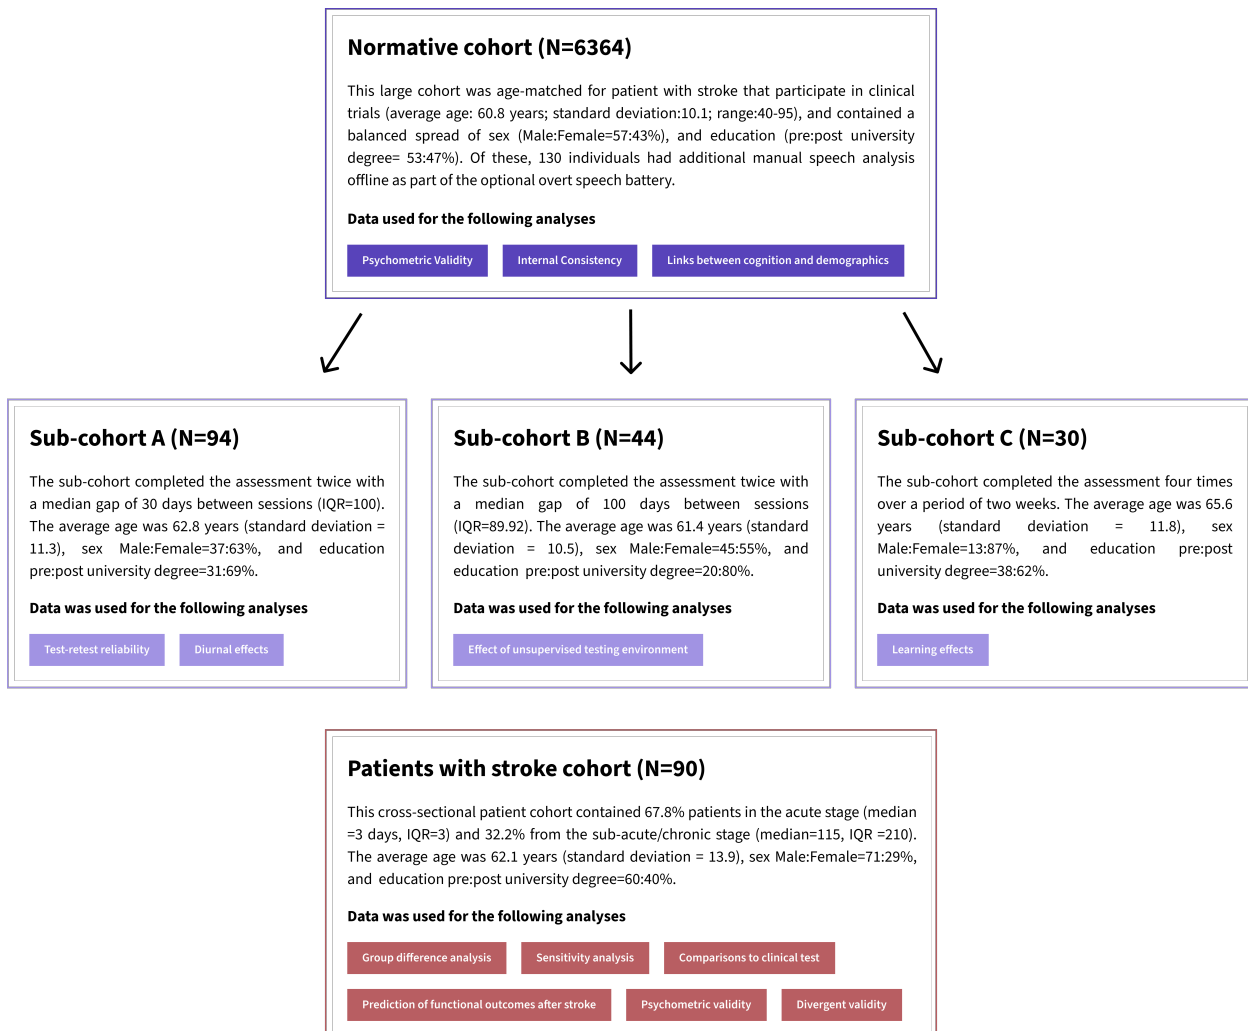 Normative cohort (N=6364)
This large cohort was age-matched for patient with stroke that participate in clinical
trials (average age: 60.8 years; standard deviation:10.1; range:40-95), and contained a
balanced spread of sex (Male:Female=57:43%), and education (pre:post university
degree= 53:47%). Of these, 130 individuals had additional manual speech analysis
offline as part of the optional overt speech battery.
Data used for the following analyses
Psychometric Validity
Internal Consistency
Links between cognition and demographics
Sub-cohort A (N=94)
The sub-cohort completed the assessment twice with
a median gap of 30 days between sessions (IQR=100).
The average age was 62.8 years (standard deviation =
11.3), sex Male:Female=37:63%, and education
pre:post university degree=31:69%.
Data was used for the following analyses
Test-retest reliability
Diurnal effects
Sub-cohort B (N=44)
The sub-cohort completed the assessment twice with
a median gap of 100 days between sessions
(IQR=89.92). The average age was 61.4 years (standard
deviation = 10.5), sex Male:Female=45:55%, and
education pre:post university degree=20:80%.
Data was used for the following analyses
Effect of unsupervised testing environment
Sub-cohort C (N=30)
The sub-cohort completed the assessment four times
over a period of two weeks. The average age was 65.6
years (standard deviation = 11.8), sex
Male:Female=13:87%, and education pre:post
university degree=38:62%.
Data was used for the following analyses
Learning effects
Patients with stroke cohort (N=90)
This cross-sectional patient cohort contained 67.8% patients in the acute stage (median
=3 days, IQR=3) and 32.2% from the sub-acute/chronic stage (median=115, IQR =210).
The average age was 62.1 years (standard deviation = 13.9), sex Male:Female=71:29%,
and education pre:post university degree=60:40%.
Data was used for the following analyses
Group difference analysis
Sensitivity analysis
Comparisons to clinical test
Prediction of functional outcomes after stroke
Psychometric validity
Divergent validity